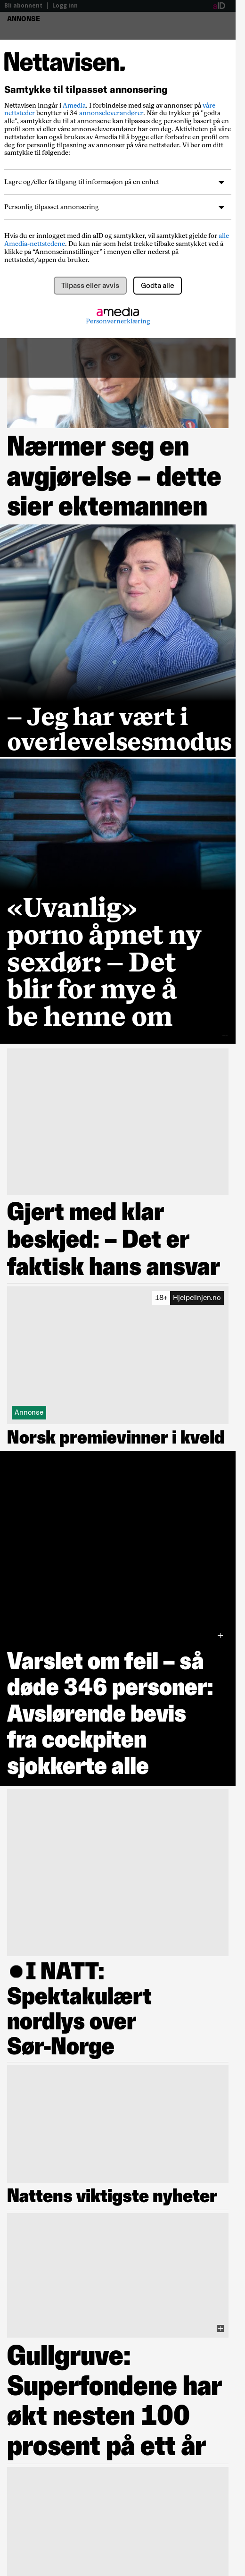 Bli abonnent | Logg inn
aID
ANNONSE
Nettavisen.
Samtykke til tilpasset annonsering
Nettavisen inngår i Amedia. I forbindelse med salg av annonser på våre
nettsteder benytter vi 34 annonseleverandører. Når du trykker på "godta
alle", samtykker du til at annonsene kan tilpasses deg personlig basert på en
profil som vi eller våre annonseleverandører har om deg. Aktiviteten på våre
nettsteder kan også brukes av Amedia til å bygge eller forbedre en profil om
deg for personlig tilpasning av annonser på våre nettsteder. Vi ber om ditt
samtykke til følgende:
Lagre og/eller få tilgang til informasjon på en enhet
Personlig tilpasset annonsering
Hvis du er innlogget med din aID og samtykker, vil samtykket gjelde for alle
Amedia-nettstedene. Du kan når som helst trekke tilbake samtykket ved å
klikke på “Annonseinnstillinger” i menyen eller nederst på
nettstedet/appen du bruker.
Tilpass eller avvis
Godta alle
amedia
Personvernerklæring
Nærmer seg en
avgjørelse – dette
sier ektemannen
– Jeg har vært i
overlevelsesmodus
«Uvanlig»
porno åpnet ny
sexdør: – Det
blir for mye å
be henne om
Gjert med klar
beskjed: – Det er
faktisk hans ansvar
18+ Hjelpelinjen.no
Annonse
Norsk premievinner i kveld
Varslet om feil – så
døde 346 personer:
Avslørende bevis
fra cockpiten
sjokkerte alle
●I NATT:
Spektakulært
nordlys over
Sør-Norge
Nattens viktigste nyheter
Gullgruve:
Superfondene har
økt nesten 100
prosent på ett år